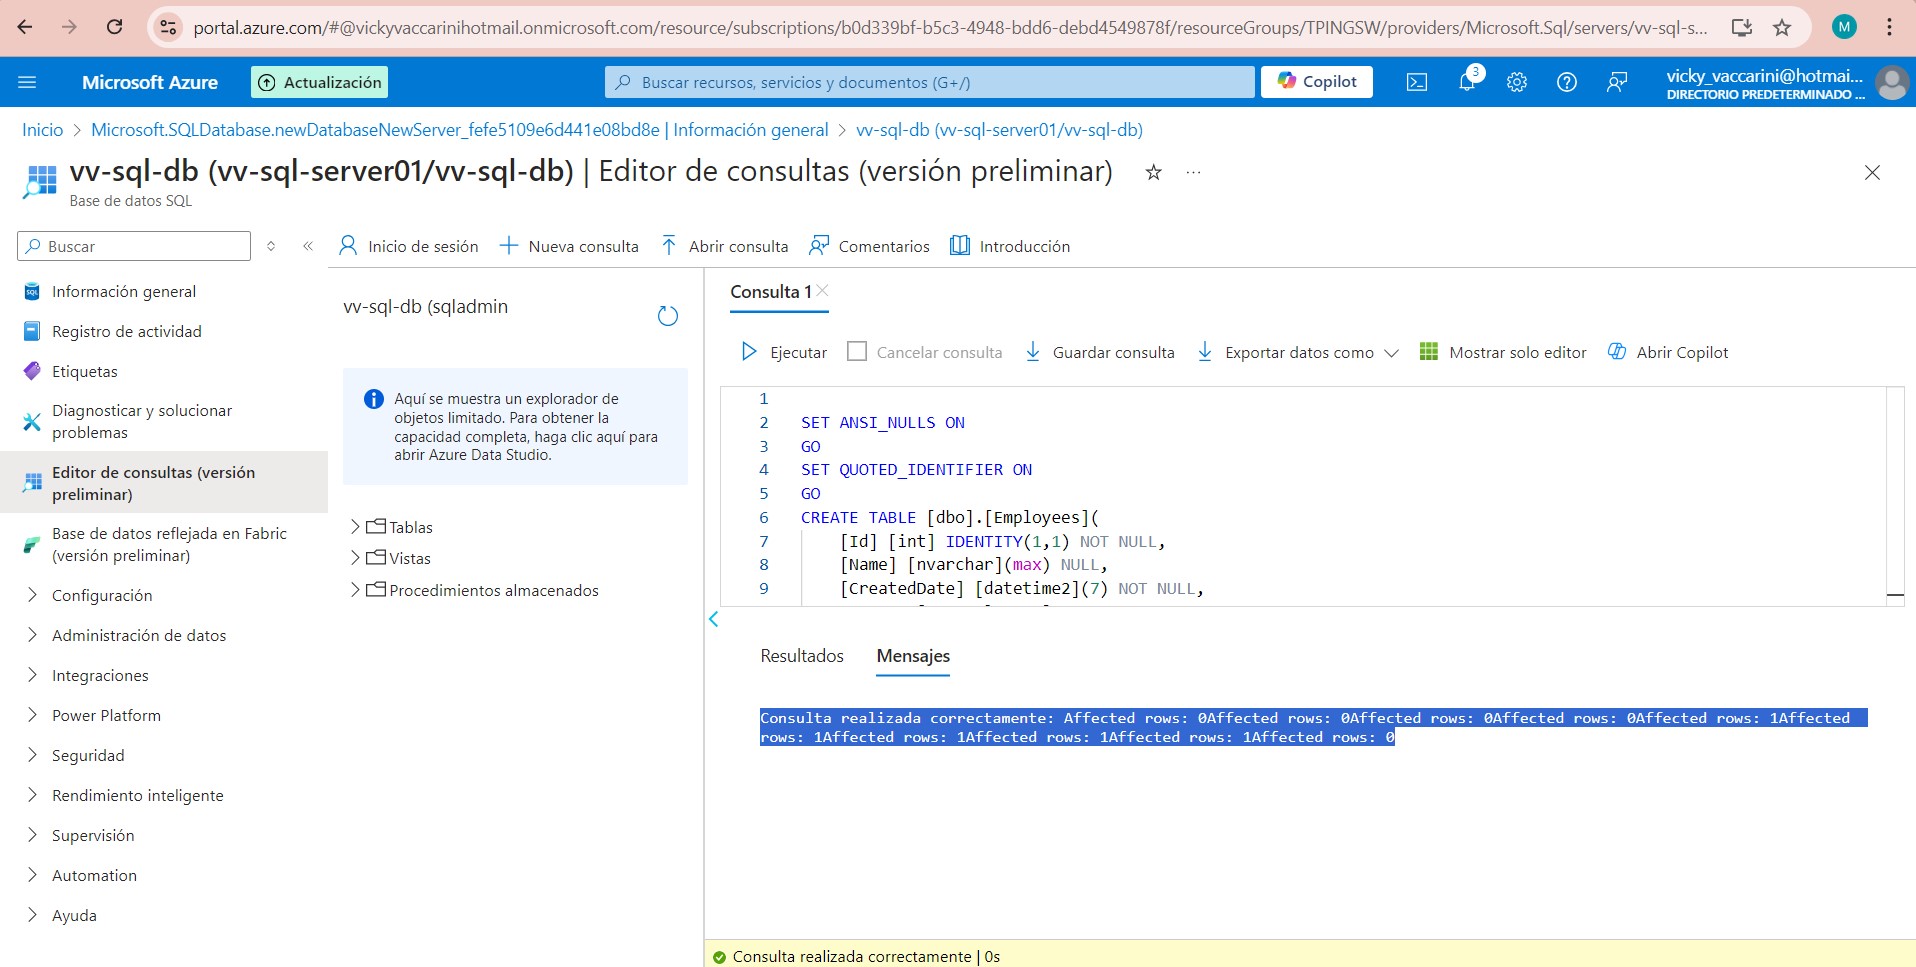 portal.azure.com/#@vickyvaccarinihotmail.onmicrosoft.com/resource/subscriptions/b0d339bf-b5c3-4948-bdd6-debd4549878f/resourceGroups/TPINGSW/providers/Microsoft.Sql/servers/vv-sql-s...
M
Microsoft Azure
Actualización
Buscar recursos, servicios y documentos (G+/)
Copilot
3
vicky_vaccarini@hotmai...
DIRECTORIO PREDETERMINADO ...
Inicio > Microsoft.SQLDatabase.newDatabaseNewServer_fefe5109e6d441e08bd8e | Información general > vv-sql-db (vv-sql-server01/vv-sql-db)
vv-sql-db (vv-sql-server01/vv-sql-db) | Editor de consultas (versión preliminar)
Base de datos SQL
Buscar
Información general
Registro de actividad
Etiquetas
Diagnosticar y solucionar
problemas
Editor de consultas (versión
preliminar)
Base de datos reflejada en Fabric
(versión preliminar)
Configuración
Administración de datos
Integraciones
Power Platform
Seguridad
Rendimiento inteligente
Supervisión
Automation
Ayuda
Inicio de sesión
Nueva consulta
Abrir consulta
Comentarios
Introducción
vv-sql-db (sqladmin
Aquí se muestra un explorador de
objetos limitado. Para obtener la
capacidad completa, haga clic aquí para
abrir Azure Data Studio.
Tablas
Vistas
Procedimientos almacenados
Consulta 1
Ejecutar
Cancelar consulta
Guardar consulta
Exportar datos como
Mostrar solo editor
Abrir Copilot
1
2 SET ANSI_NULLS ON
3 GO
4 SET QUOTED_IDENTIFIER ON
5 GO
6 CREATE TABLE [dbo].[Employees](
7 [Id] [int] IDENTITY(1,1) NOT NULL,
8 [Name] [nvarchar](max) NULL,
9 [CreatedDate] [datetime2](7) NOT NULL,
Resultados
Mensajes
Consulta realizada correctamente: Affected rows: 0Affected rows: 0Affected rows: 0Affected rows: 0Affected rows: 1Affected
rows: 1Affected rows: 1Affected rows: 1Affected rows: 1Affected rows: 0
Consulta realizada correctamente | 0s